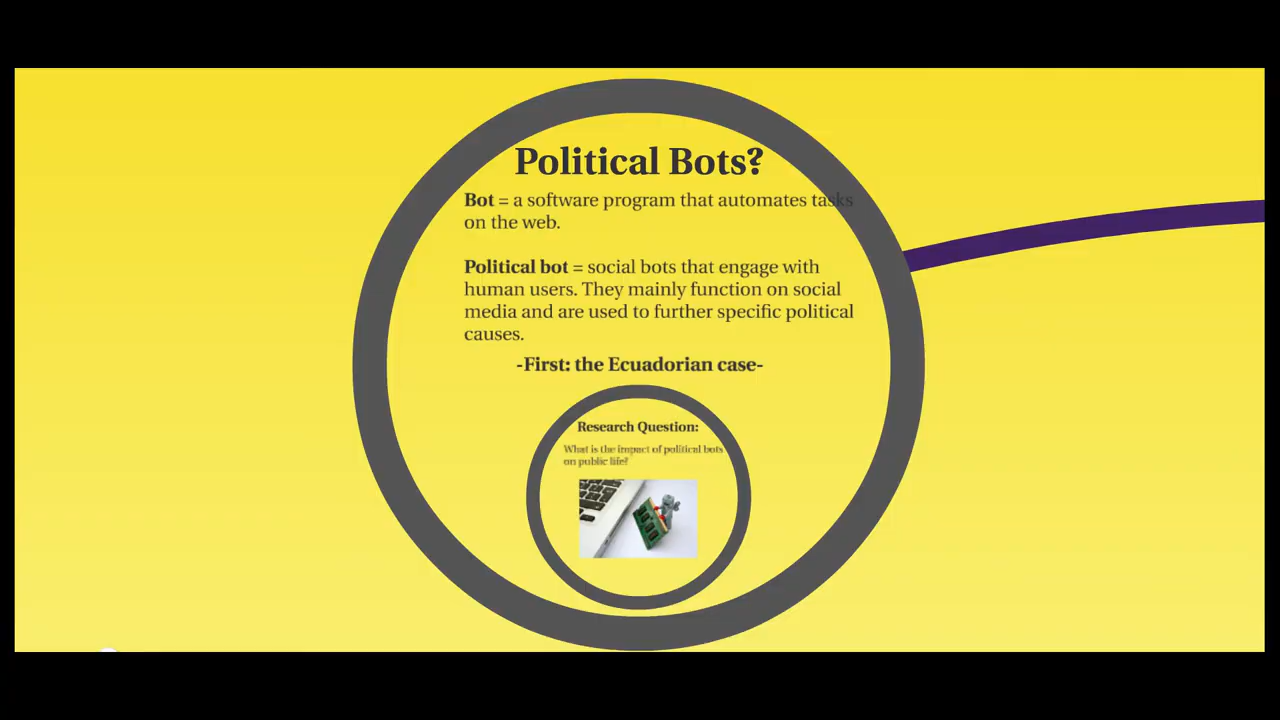 Political Bots?
Bot = a software program that automates tasks
on the web.
Political bot = social bots that engage with
human users. They mainly function on social
media and are used to further specific political
causes.
-First: the Ecuadorian case-
Research Question:
What is the impact of political bots
on public life?